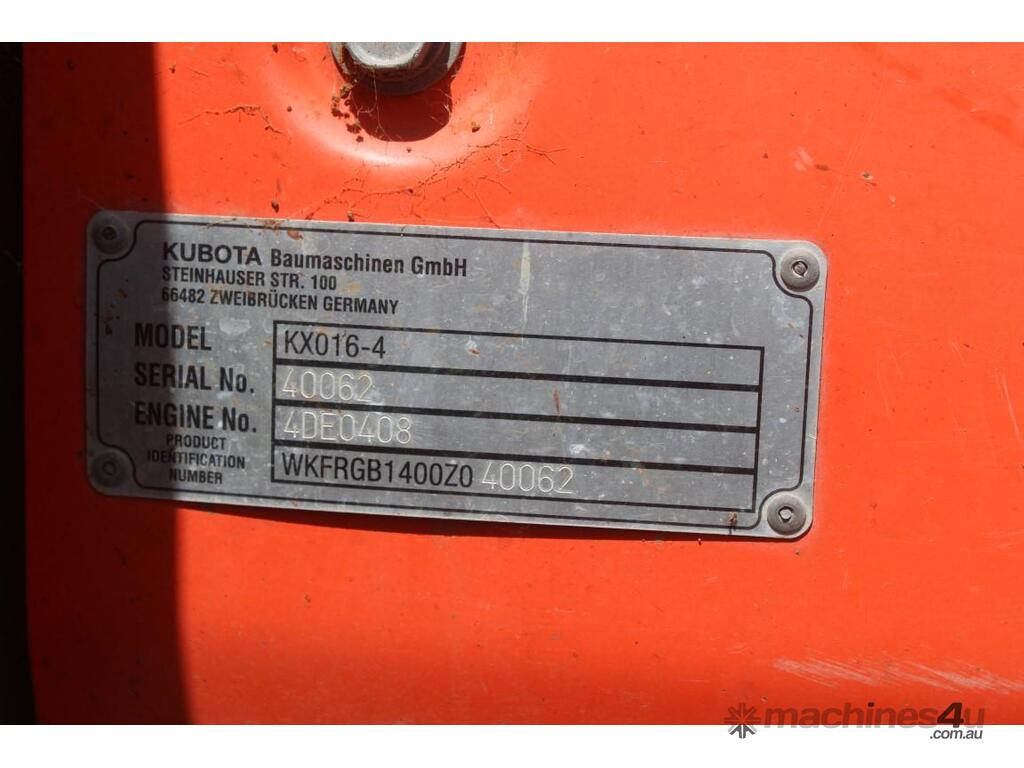 KUBOTA Baumaschinen GmbH
STEINHAUSER STR. 100
66482 ZWEIBRÜCKEN GERMANY
MODEL KX016-4
SERIAL No. 40062
ENGINE No. 4DE0408
PRODUCT
IDENTIFICATION
NUMBER
WKFRGB1400Z0 40062
machines4u
.com.au